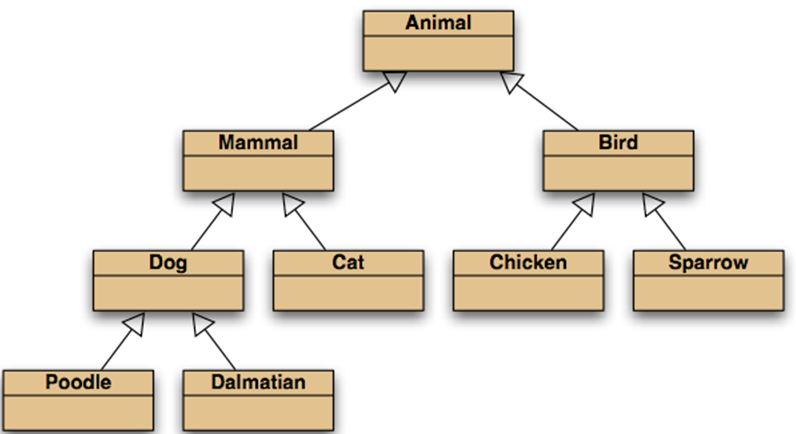 Animal
Mammal
Bird
Dog
Cat
Chicken
Sparrow
Poodle
Dalmatian